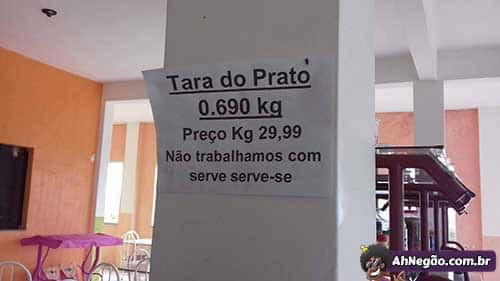 Tara do Prato
0.690 kg
Preço Kg 29,99
Não trabalhamos com
serve serve-se
AhNegão.com.br